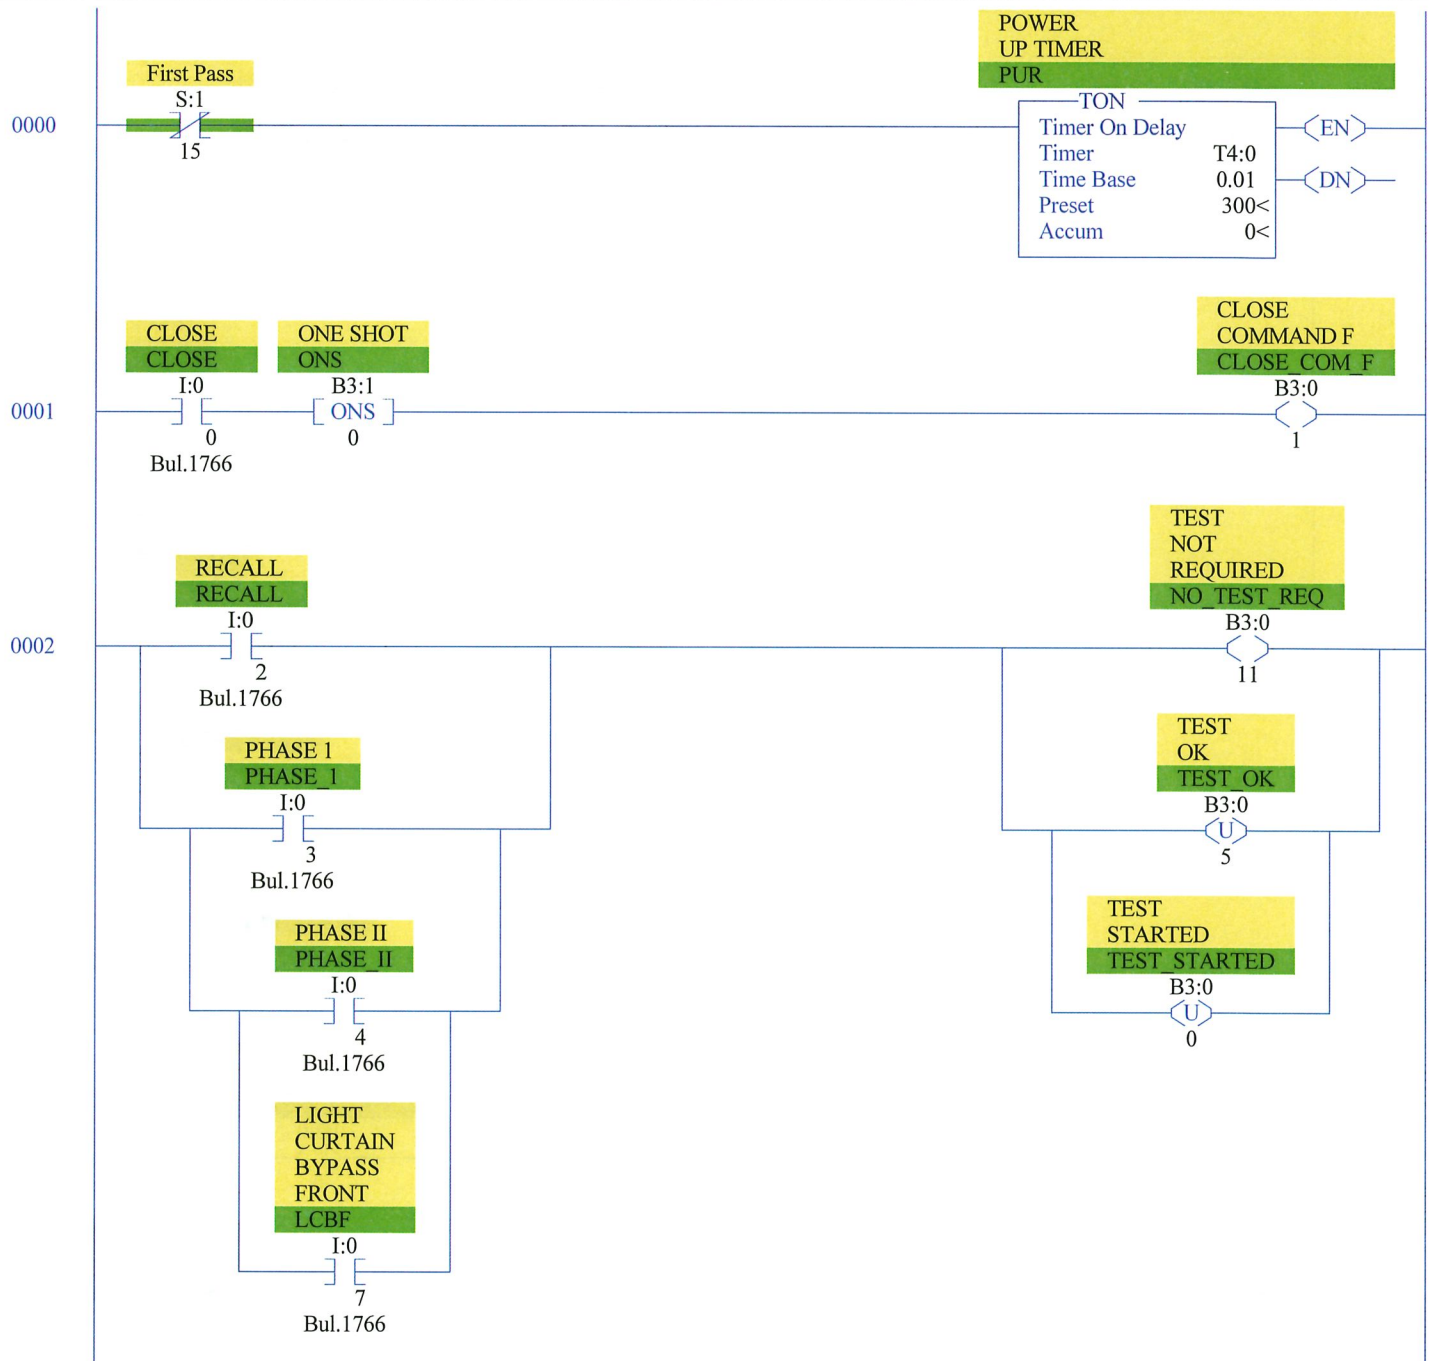 POWER
UP TIMER
PUR
First Pass
S:1
15
0000
TON
Timer On Delay
Timer T4:0
Time Base 0.01
Preset 300<
Accum 0<
EN
DN
CLOSE
CLOSE
I:0
0
Bul.1766
ONE SHOT
ONS
B3:1
ONS
0
CLOSE
COMMAND F
CLOSE_COM_F
B3:0
1
0001
RECALL
RECALL
I:0
2
Bul.1766
TEST
NOT
REQUIRED
NO_TEST_REQ
B3:0
11
0002
PHASE 1
PHASE_1
I:0
3
Bul.1766
TEST
OK
TEST_OK
B3:0
U
5
PHASE II
PHASE_II
I:0
4
Bul.1766
TEST
STARTED
TEST_STARTED
B3:0
U
0
LIGHT
CURTAIN
BYPASS
FRONT
LCBF
I:0
7
Bul.1766